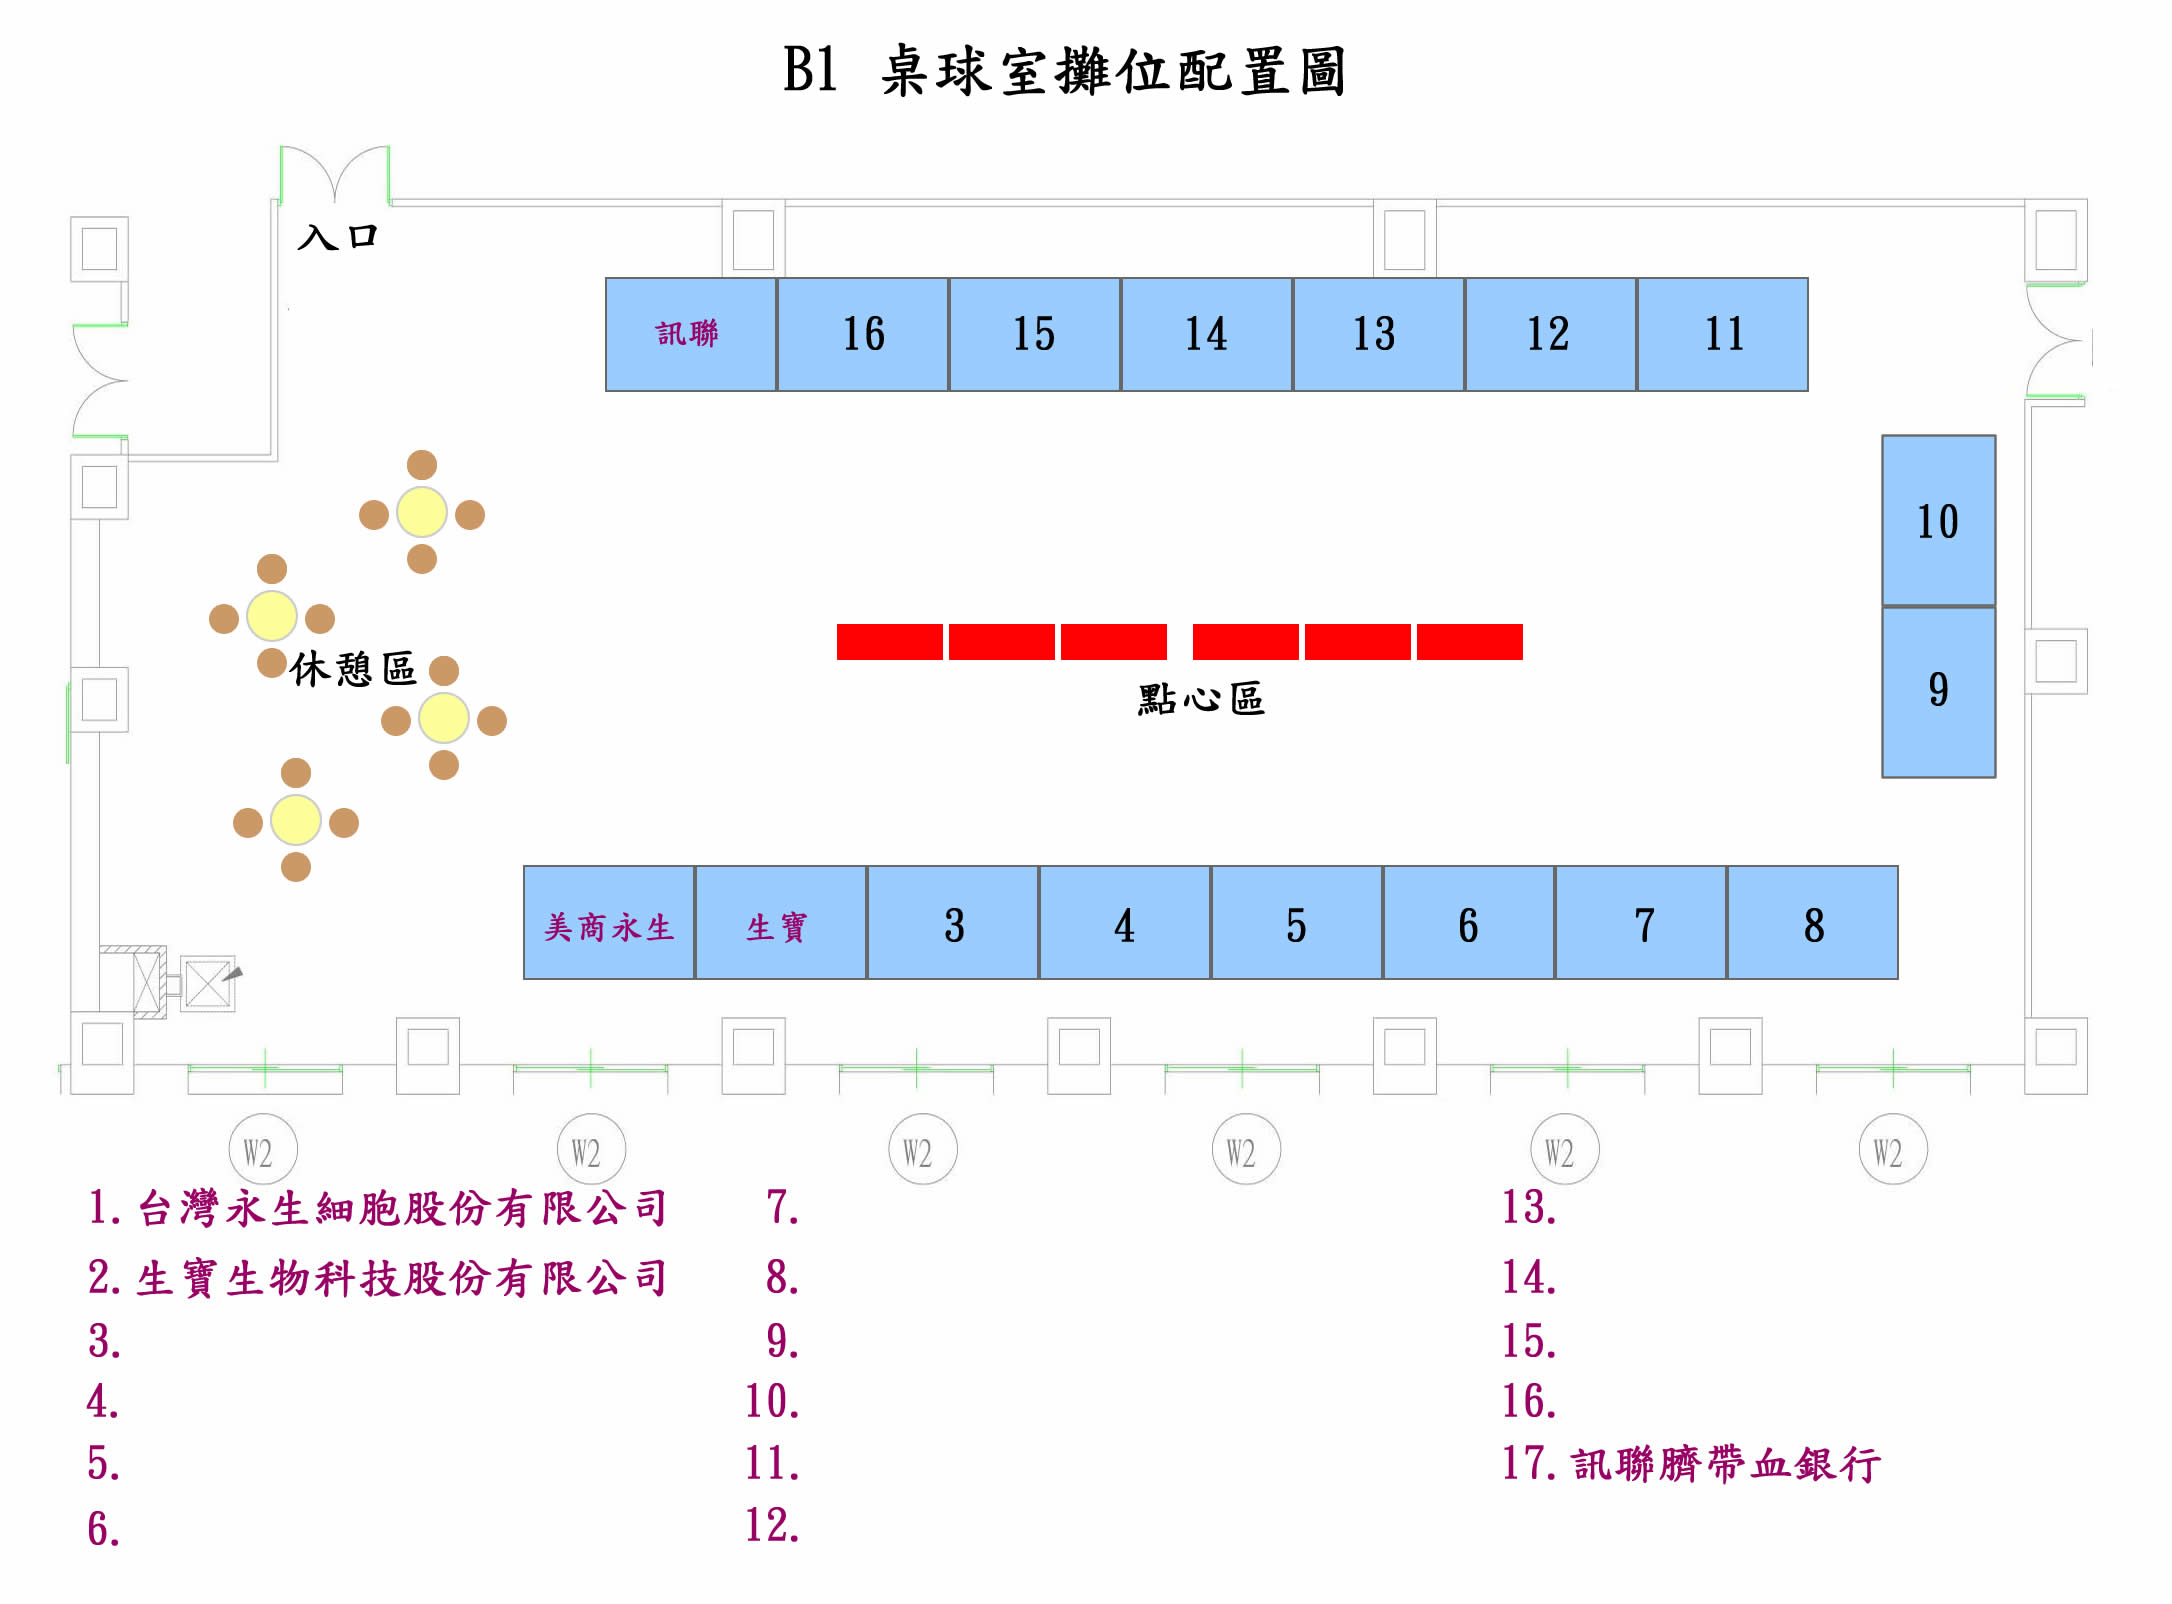 B1 桌球室攤位配置圖
入口
訊聯 16 15 14 13 12 11
10
9
休憩區
點心區
美商永生 生寶 3 4 5 6 7 8
W2 W2 W2 W2 W2 W2
1. 台灣永生細胞股份有限公司
2. 生寶生物科技股份有限公司
3.
4.
5.
6.
7.
8.
9.
10.
11.
12.
13.
14.
15.
16.
17. 訊聯臍帶血銀行